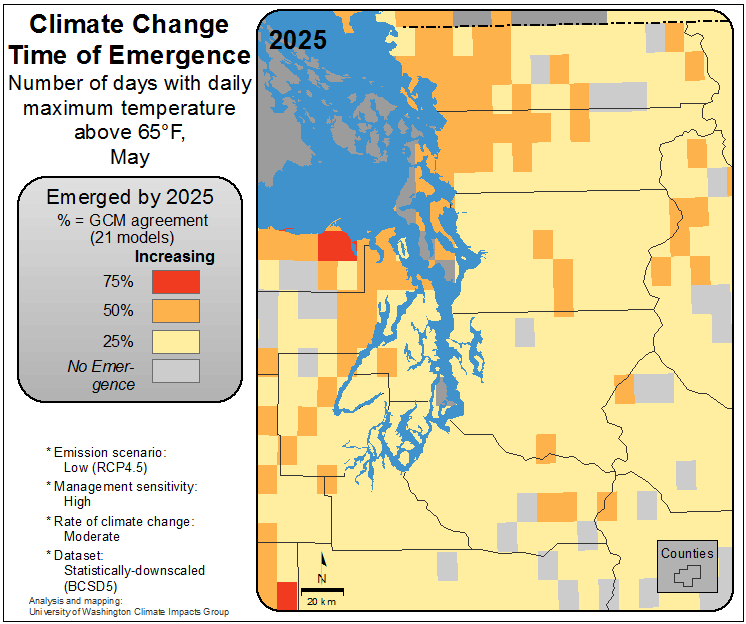 Climate Change
Time of Emergence
Number of days with daily
maximum temperature
above 65°F,
May
Emerged by 2025
% = GCM agreement
(21 models)
Increasing
75%
50%
25%
No Emer-
gence
* Emission scenario:
Low (RCP4.5)
* Management sensitivity:
High
* Rate of climate change:
Moderate
* Dataset:
Statistically-downscaled
(BCSD5)
Analysis and mapping:
University of Washington Climate Impacts Group
2025
N
20 km
Counties